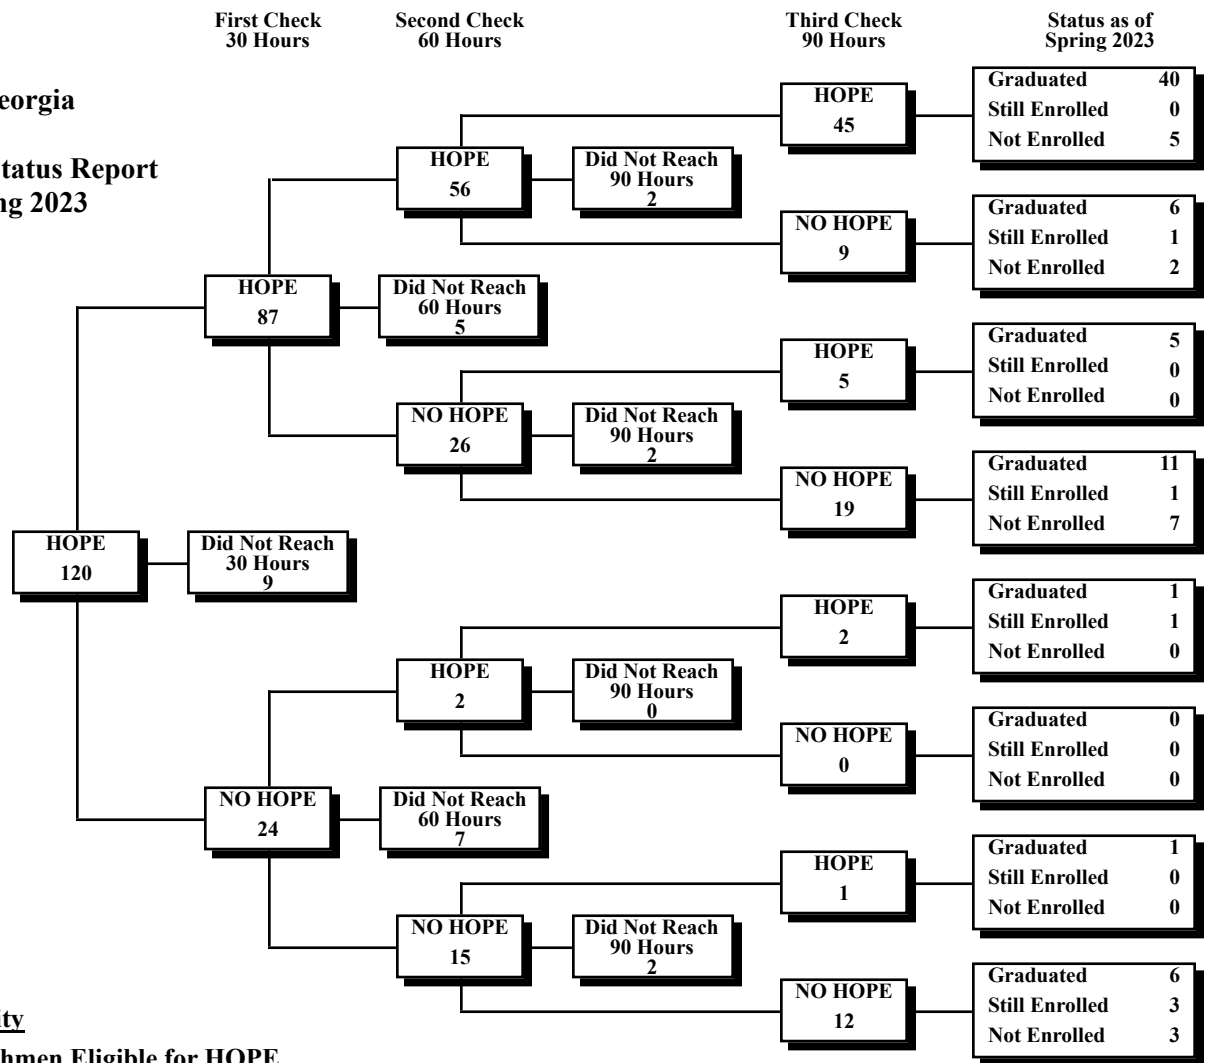 First Check
30 Hours
Second Check
60 Hours
Third Check
90 Hours
Status as of
Spring 2023
Status Report
2023
HOPE
120
Did Not Reach
30 Hours
9
HOPE
87
Did Not Reach
60 Hours
5
HOPE
56
Did Not Reach
90 Hours
2
HOPE
45
Graduated 40
Still Enrolled 0
Not Enrolled 5
NO HOPE
9
Graduated 6
Still Enrolled 1
Not Enrolled 2
NO HOPE
26
Did Not Reach
90 Hours
2
HOPE
5
Graduated 5
Still Enrolled 0
Not Enrolled 0
NO HOPE
19
Graduated 11
Still Enrolled 1
Not Enrolled 7
NO HOPE
24
Did Not Reach
60 Hours
7
HOPE
2
Did Not Reach
90 Hours
0
HOPE
2
Graduated 1
Still Enrolled 1
Not Enrolled 0
NO HOPE
0
Graduated 0
Still Enrolled 0
Not Enrolled 0
NO HOPE
15
Did Not Reach
90 Hours
2
HOPE
1
Graduated 1
Still Enrolled 0
Not Enrolled 0
NO HOPE
12
Graduated 6
Still Enrolled 3
Not Enrolled 3
Eligible for HOPE